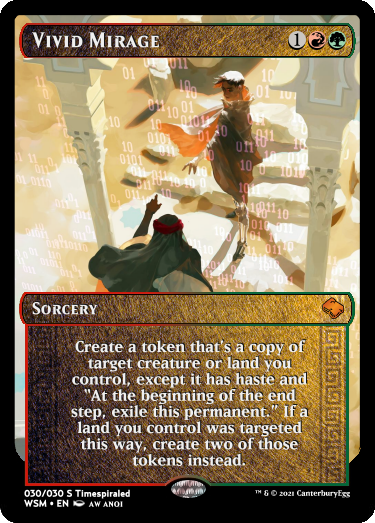 Vivid Mirage 1
Sorcery
Create a token that's a copy of
target creature or land you
control, except it has haste and
"At the beginning of the end
step, exile this permanent." If a
land you control was targeted
this way, create two of those
tokens instead.
030/030 S Timespiraled
WSM • EN AW ANOI
™ & © 2021 CanterburyEgg